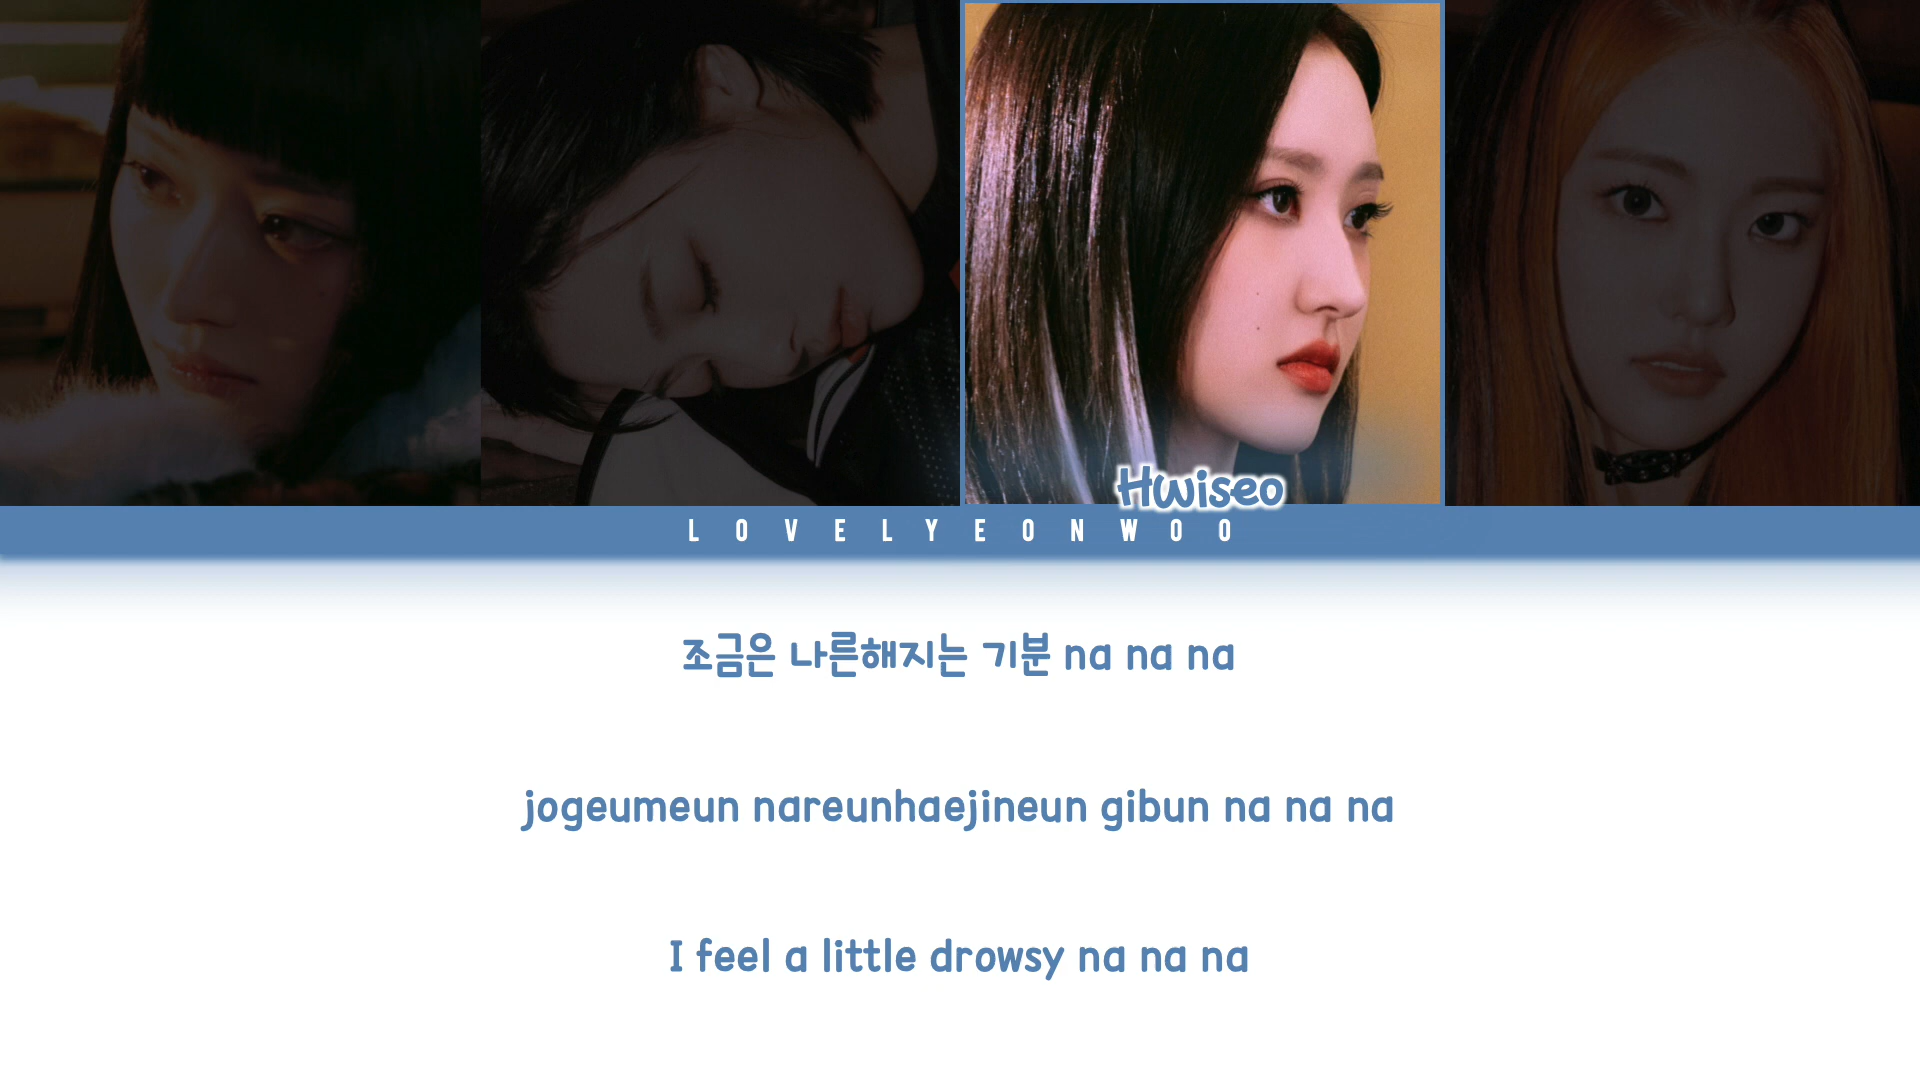 Hwiseo
LOVELYEONWOO
조금은 나른해지는 기분 na na na
jogeumeun nareunhaejineun gibun na na na
I feel a little drowsy na na na